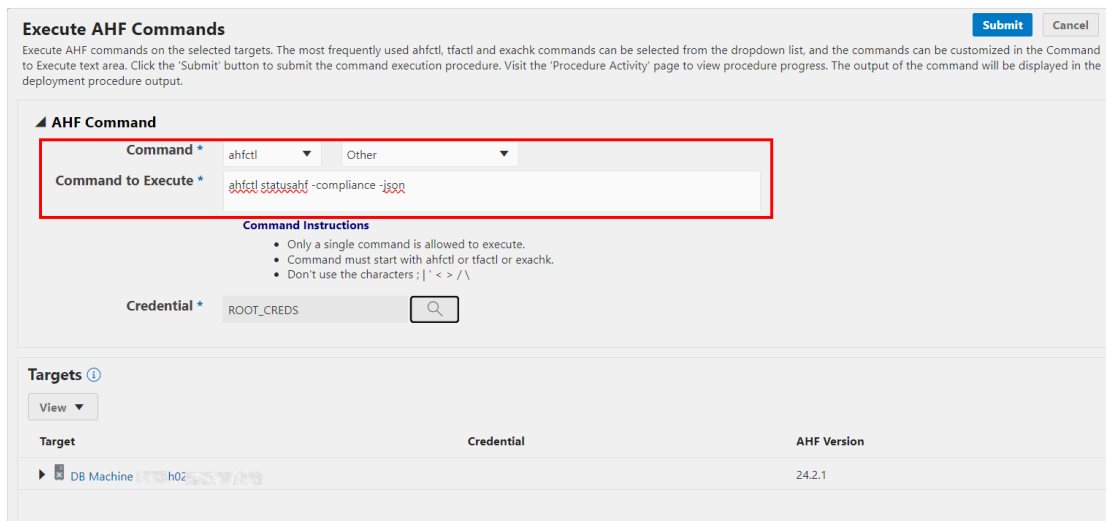 Execute AHF Commands
Submit
Cancel
Execute AHF commands on the selected targets. The most frequently used ahfctl, tfactl and exachk commands can be selected from the dropdown list, and the commands can be customized in the Command
to Execute text area. Click the 'Submit' button to submit the command execution procedure. Visit the 'Procedure Activity' page to view procedure progress. The output of the command will be displayed in the
deployment procedure output.
AHF Command
Command *
ahfctl
Other
Command to Execute *
ahfctl statusahf -compliance -json
Command Instructions
• Only a single command is allowed to execute.
• Command must start with ahfctl or tfactl or exachk.
• Don't use the characters ; | ' < > / \
Credential *
ROOT_CREDS
Targets
View
Target
Credential
AHF Version
DB Machine h02
24.2.1